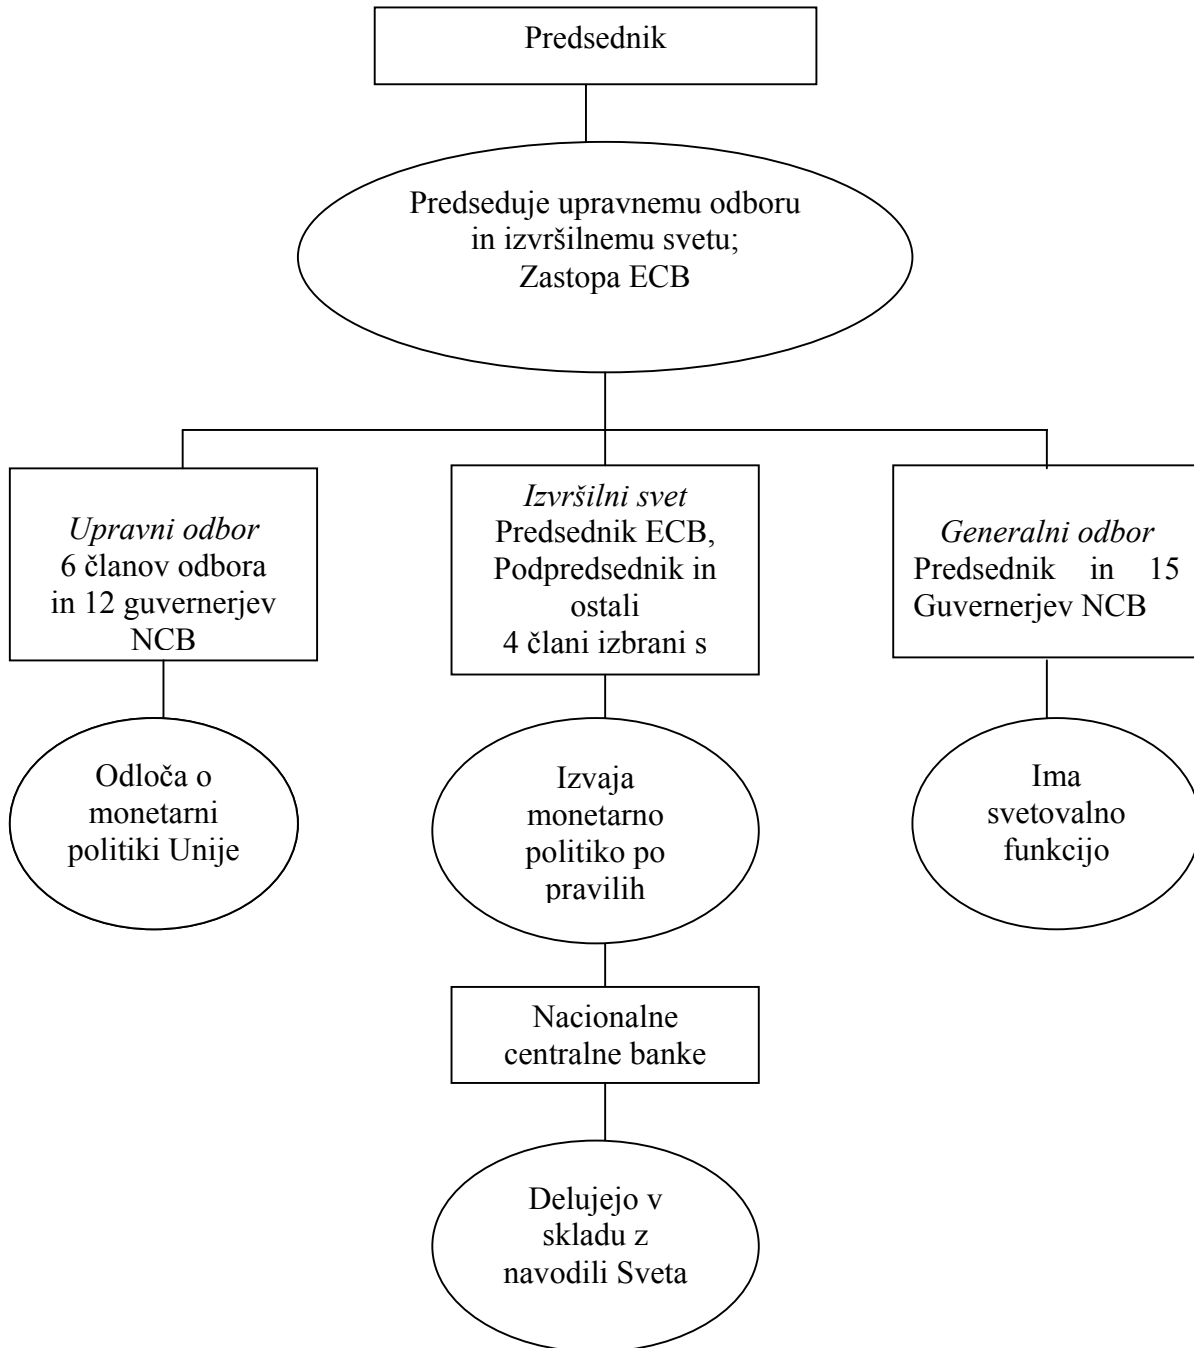 Predsednik
Predseduje upravnemu odboru
in izvršilnemu svetu;
Zastopa ECB
Upravni odbor
6 članov odbora
in 12 guvernerjev
NCB
Izvršilni svet
Predsednik ECB,
Podpredsednik in
ostali
4 člani izbrani s
Generalni odbor
Predsednik in 15
Guvernerjev NCB
Odloča o
monetarni
politiki Unije
Izvaja
monetarno
politiko po
pravilih
Ima
svetovalno
funkcijo
Nacionalne
centralne banke
Delujejo v
skladu z
navodili Sveta